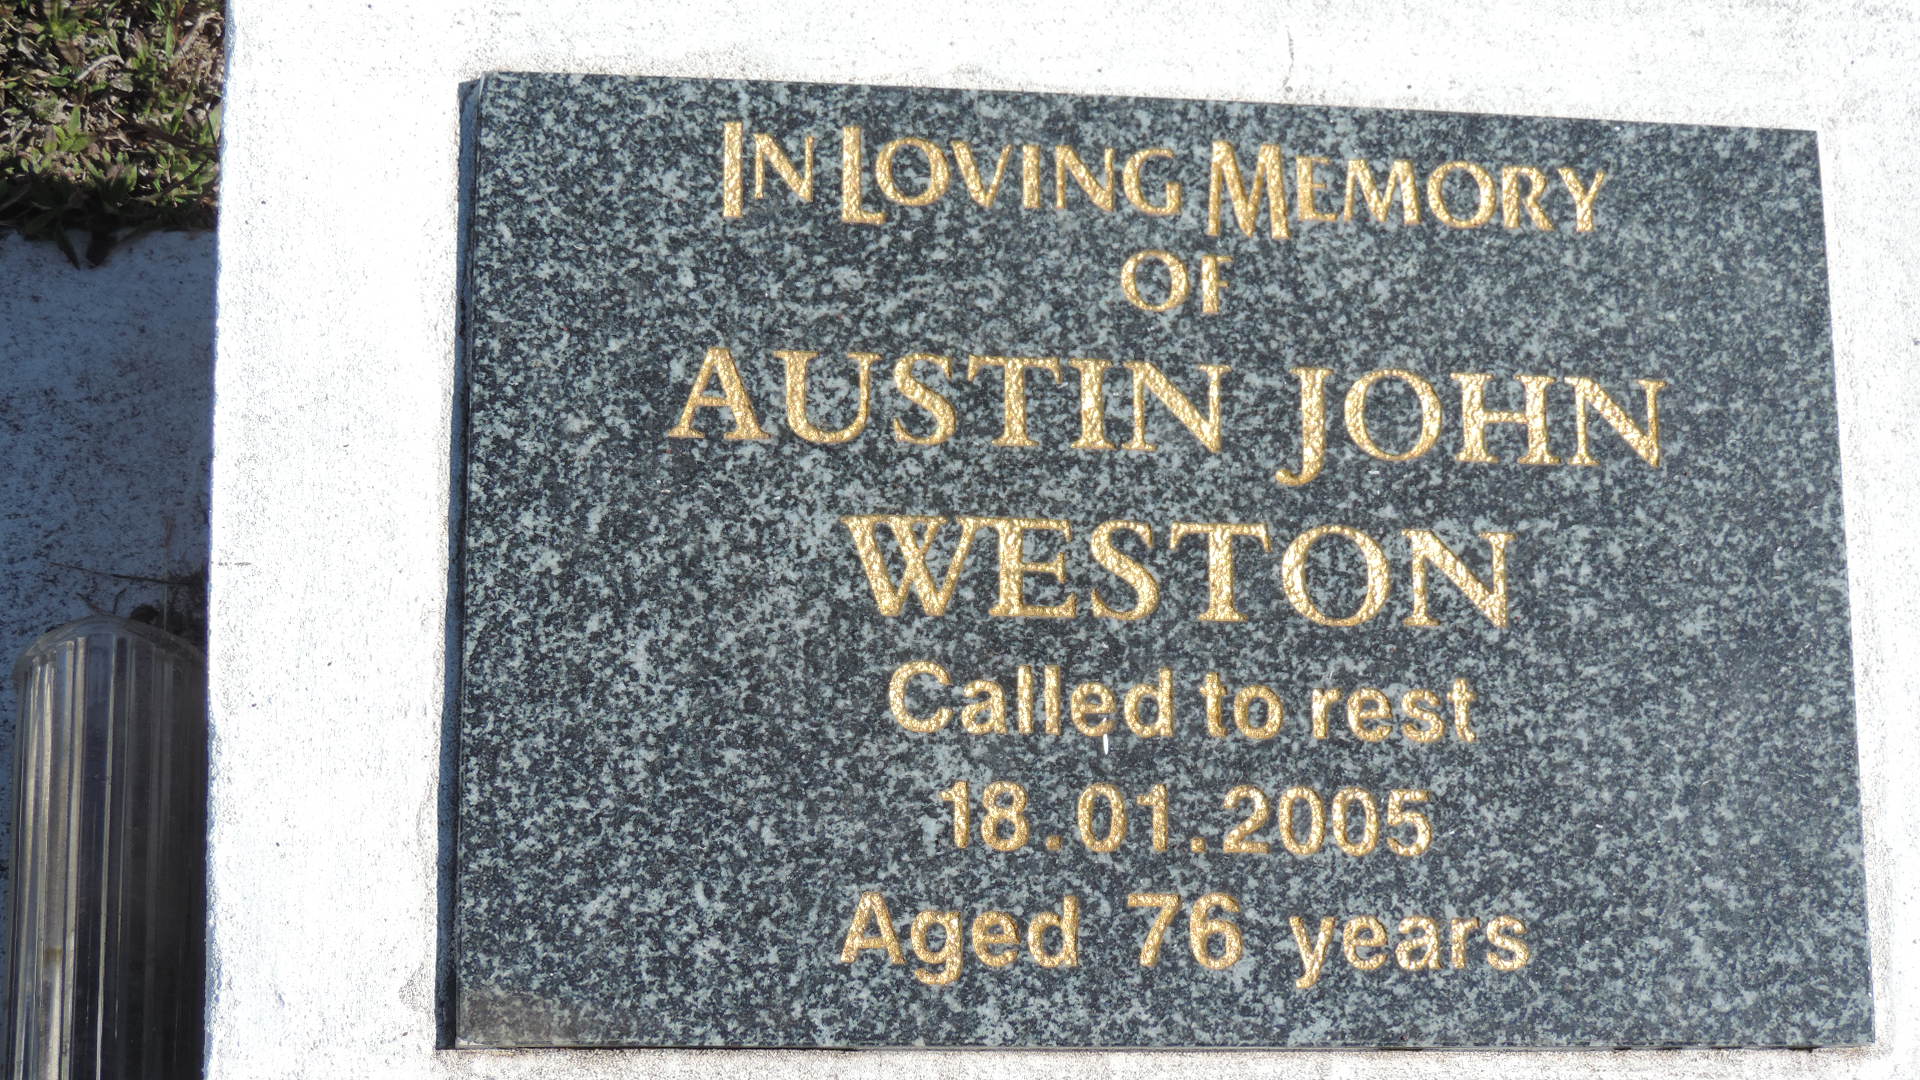 IN LOVING MEMORY
OF
AUSTIN JOHN
WESTON
Called to rest
18.01.2005
Aged 76 years